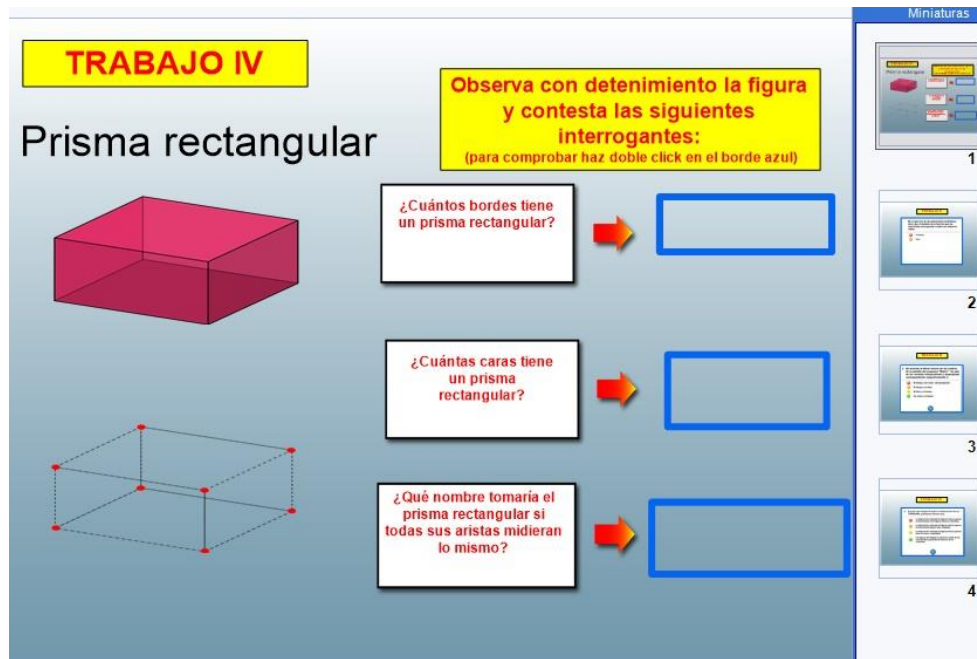 Miniaturas
TRABAJO IV
Observa con detenimiento la figura
y contesta las siguientes
interrogantes:
(para comprobar haz doble click en el borde azul)
Prisma rectangular
¿Cuántos bordes tiene
un prisma rectangular?
¿Cuántas caras tiene
un prisma
rectangular?
¿Qué nombre tomaría el
prisma rectangular si
todas sus aristas midieran
lo mismo?
1
2
3
4